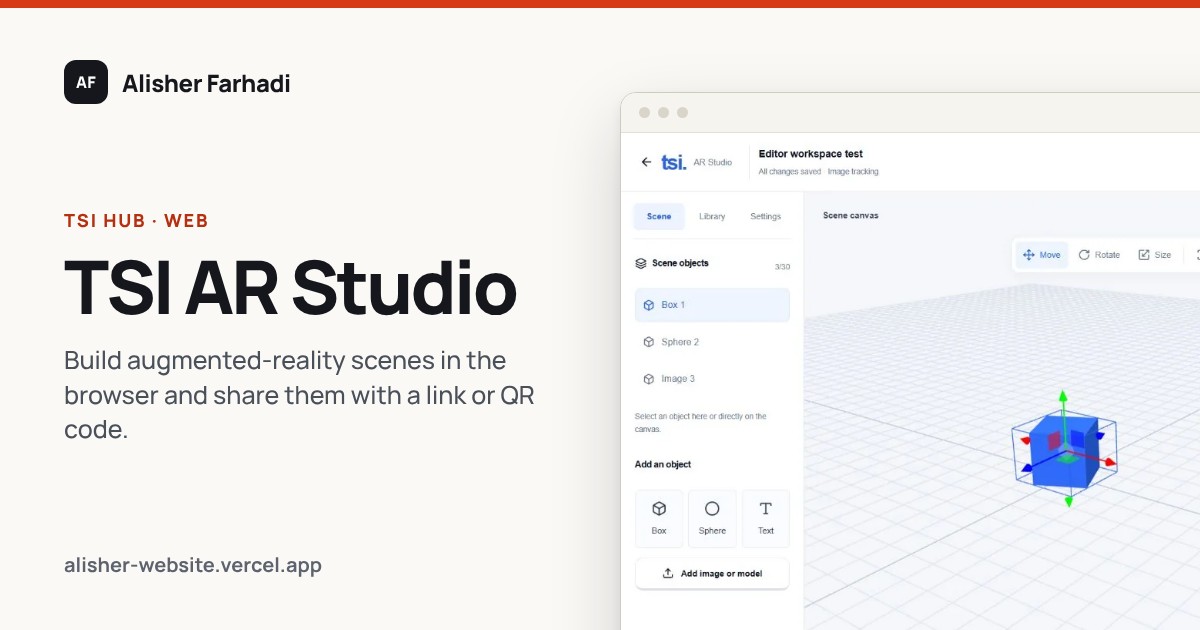 AF
Alisher Farhadi
TSI HUB · WEB
TSI AR Studio
Build augmented-reality scenes in the
browser and share them with a link or QR
code.
alisher-website.vercel.app
tsi.
AR Studio
Editor workspace test
All changes saved · Image tracking
Scene
Library
Settings
Scene objects
3/30
Box 1
Sphere 2
Image 3
Select an object here or directly on the
canvas.
Add an object
Box
Sphere
Text
Add image or model
Scene canvas
Move
Rotate
Size